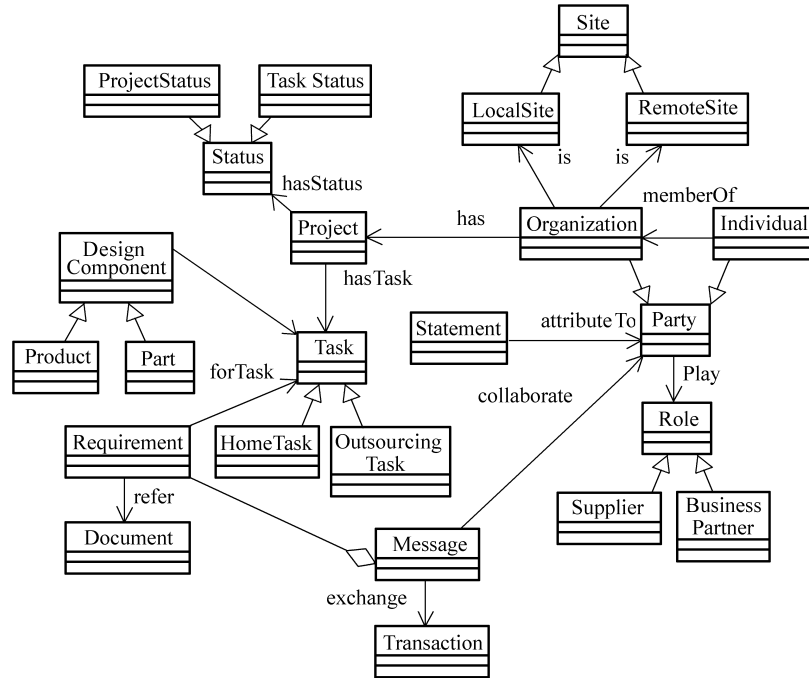 Site
ProjectStatus
Task Status
LocalSite
RemoteSite
Status
is
is
hasStatus
memberOf
Project
has
Organization
Individual
Design
Component
hasTask
Statement
attributeTo
Party
Product
Part
Task
forTask
collaborate
Play
Role
Requirement
HomeTask
Outsourcing
Task
refer
Supplier
Business
Partner
Document
Message
exchange
Transaction